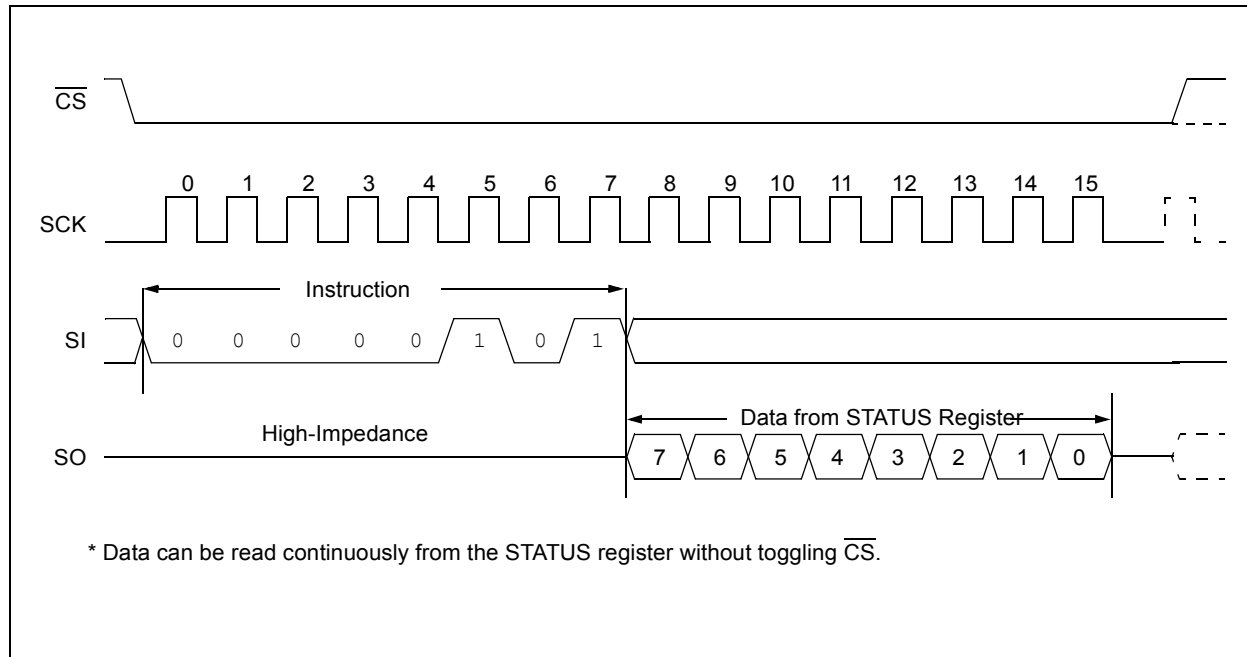 CS
0 1 2 3 4 5 6 7 8 9 10 11 12 13 14 15
SCK
Instruction
SI 0 0 0 0 0 1 0 1
Data from STATUS Register
High-Impedance
SO 7 6 5 4 3 2 1 0
* Data can be read continuously from the STATUS register without toggling CS.